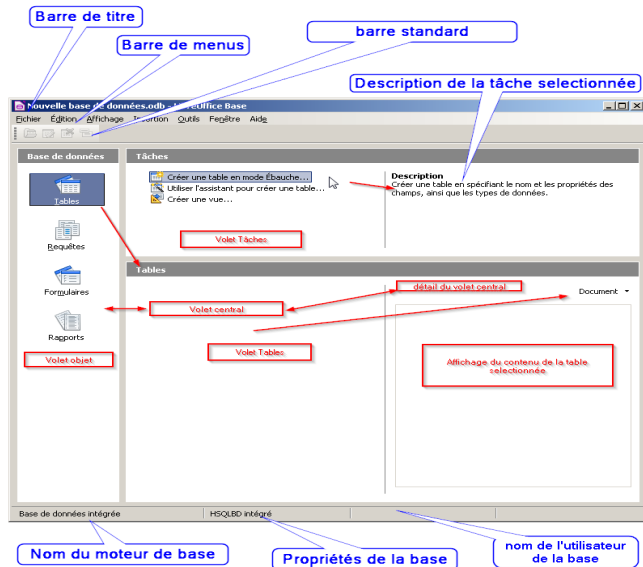 Barre de titre
barre standard
Barre de menus
Description de la tâche selectionnée
Nouvelle base de données.odb - LibreOffice Base
Fichier Édition Affichage Insertion Outils Fenêtre Aide
Base de données
Tâches
Créer une table en mode Ébauche...
Utiliser l'assistant pour créer une table...
Créer une vue...
Description
Créer une table en spécifiant le nom et les propriétés des
champs, ainsi que les types de données.
Tables
Volet Tâches
Requêtes
Tables
détail du volet central
Document
Formulaires
Volet central
Rapports
Volet Tables
Volet objet
Affichage du contenu de la table
selectionnée
Base de données intégrée
HSQLBD intégré
Nom du moteur de base
Propriétés de la base
nom de l'utilisateur
de la base